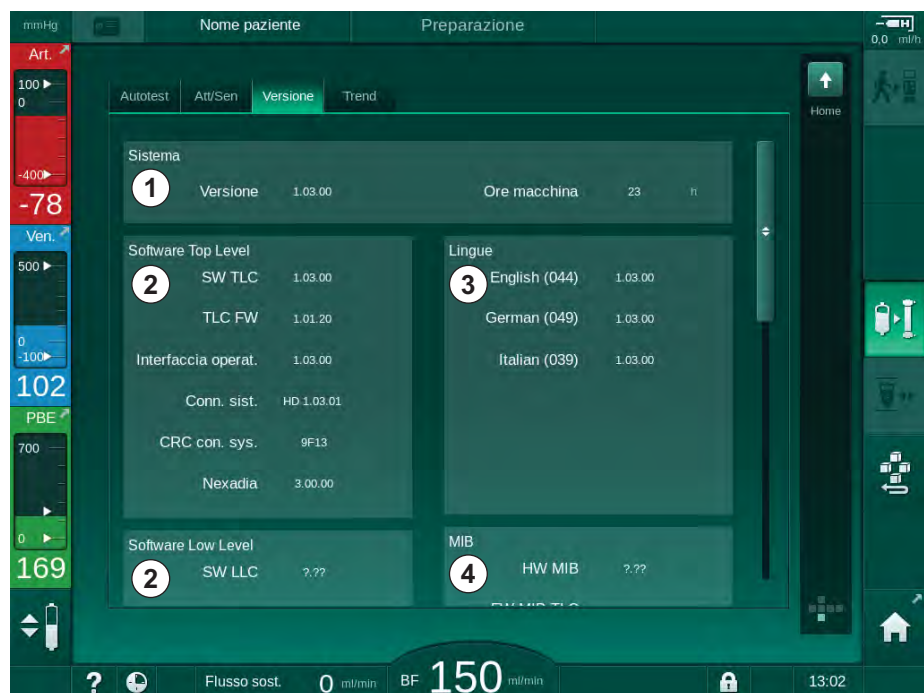 mmHg Nome paziente Preparazione
0,0 ml/h
Art.
100
0
-400
-78
Ven.
500
0
-100
102
PBE
700
0
169
Autotest Att/Sen Versione Trend
Home
Sistema
1 Versione 1.03.00 Ore macchina 23 h
Software Top Level
2 SW TLC 1.03.00
TLC FW 1.01.20
Interfaccia operat. 1.03.00
Conn. sist. HD 1.03.01
CRC con. sys. 9F13
Nexadia 3.00.00
Lingue
3 English (044) 1.03.00
German (049) 1.03.00
Italian (039) 1.03.00
Software Low Level
2 SW LLC ?.??
MIB
4 HW MIB ?.??
? Flusso sost. 0 ml/min BF 150 ml/min 13:02